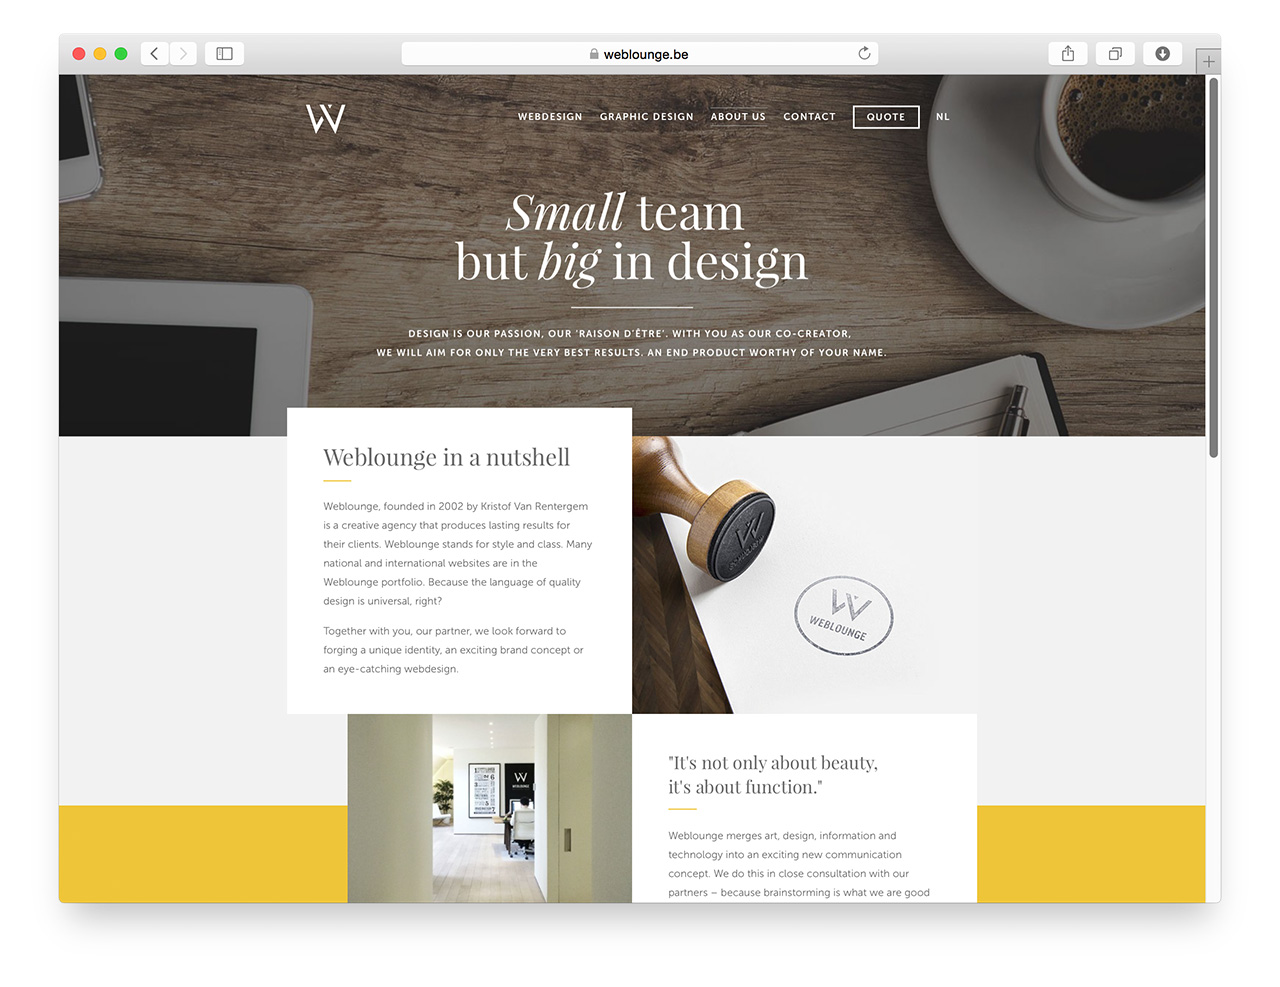 weblounge.be
W
WEBDESIGN GRAPHIC DESIGN ABOUT US CONTACT QUOTE NL
Small team
but big in design
DESIGN IS OUR PASSION, OUR 'RAISON D'ÊTRE'. WITH YOU AS OUR CO-CREATOR,
WE WILL AIM FOR ONLY THE VERY BEST RESULTS. AN END PRODUCT WORTHY OF YOUR NAME.
Weblounge in a nutshell
Weblounge, founded in 2002 by Kristof Van Rentergem
is a creative agency that produces lasting results for
their clients. Weblounge stands for style and class. Many
national and international websites are in the
Weblounge portfolio. Because the language of quality
design is universal, right?
Together with you, our partner, we look forward to
forging a unique identity, an exciting brand concept or
an eye-catching webdesign.
W
W
WEBLOUNGE
W
WEBLOUNGE
"It's not only about beauty,
it's about function."
Weblounge merges art, design, information and
technology into an exciting new communication
concept. We do this in close consultation with our
partners – because brainstorming is what we are good